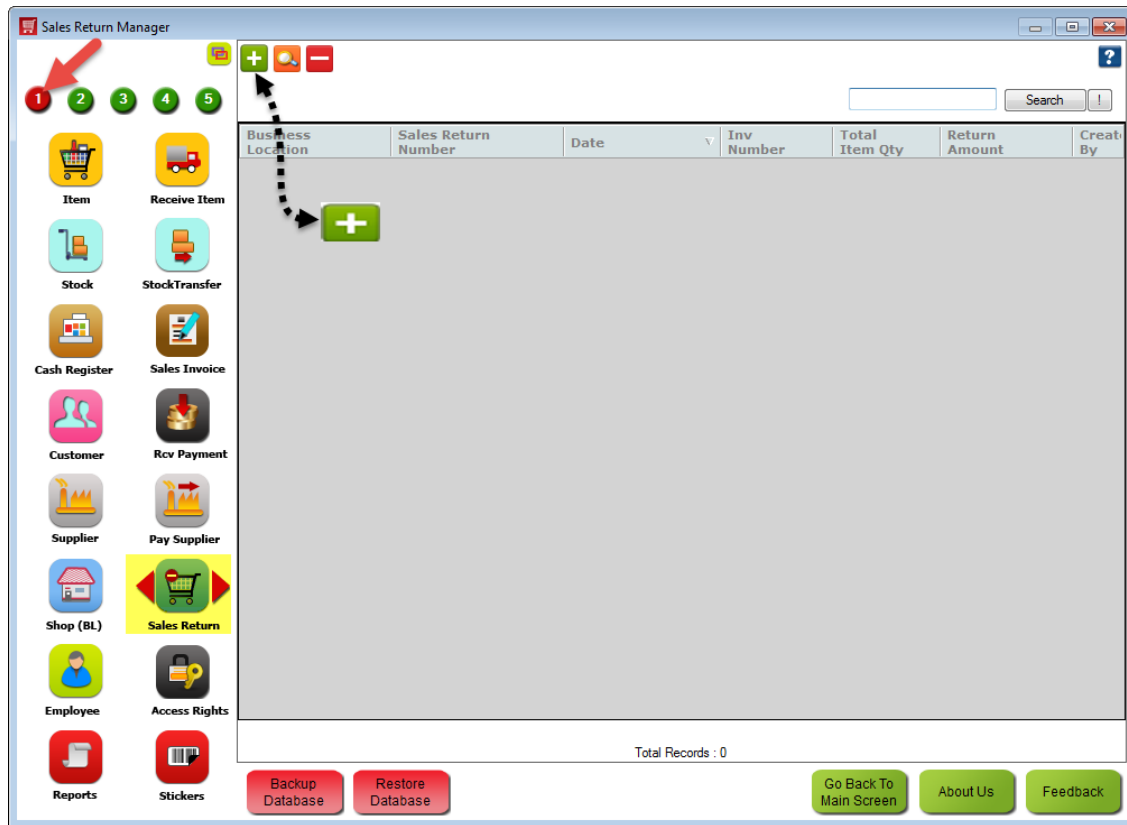 Sales Return Manager
?
1 2 3 4 5
Search !
Business Location
Sales Return Number
Date
Inv Number
Total Item Qty
Return Amount
Creat By
Item
Receive Item
Stock
StockTransfer
Cash Register
Sales Invoice
Customer
Rcv Payment
Supplier
Pay Supplier
Shop (BL)
Sales Return
Employee
Access Rights
Reports
Stickers
Total Records : 0
Backup Database
Restore Database
Go Back To Main Screen
About Us
Feedback